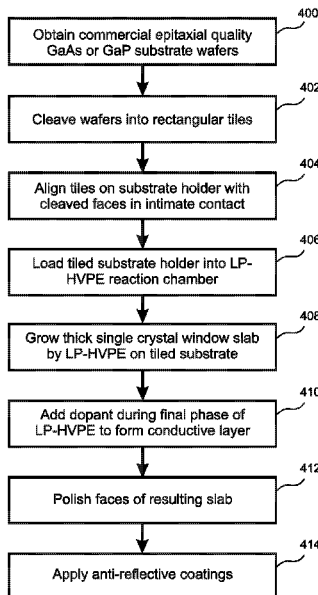 400
Obtain commercial epitaxial quality
GaAs or GaP substrate wafers
402
Cleave wafers into rectangular tiles
404
Align tiles on substrate holder with
cleaved faces in intimate contact
406
Load tiled substrate holder into LP-
HVPE reaction chamber
408
Grow thick single crystal window slab
by LP-HVPE on tiled substrate
410
Add dopant during final phase of
LP-HVPE to form conductive layer
412
Polish faces of resulting slab
414
Apply anti-reflective coatings